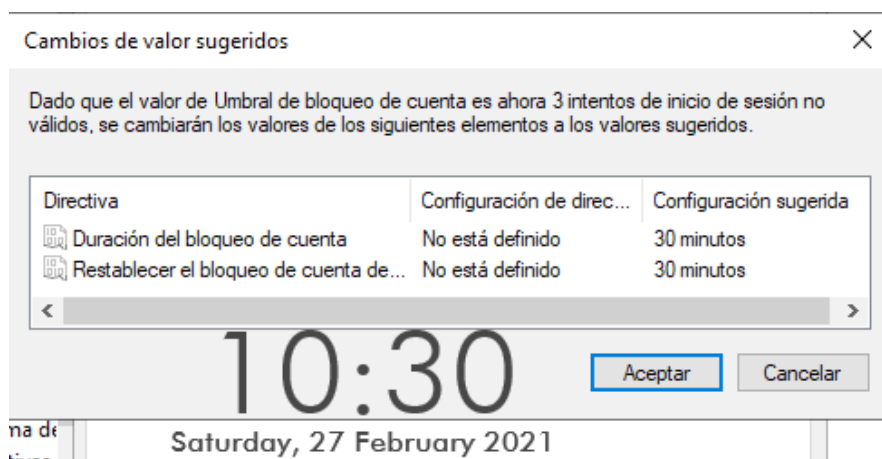 Cambios de valor sugeridos
Dado que el valor de Umbral de bloqueo de cuenta es ahora 3 intentos de inicio de sesión no
válidos, se cambiarán los valores de los siguientes elementos a los valores sugeridos.
Directiva Configuración de direc... Configuración sugerida
Duración del bloqueo de cuenta No está definido 30 minutos
Restablecer el bloqueo de cuenta de... No está definido 30 minutos
10:30
Aceptar Cancelar
ma de
Saturday, 27 February 2021